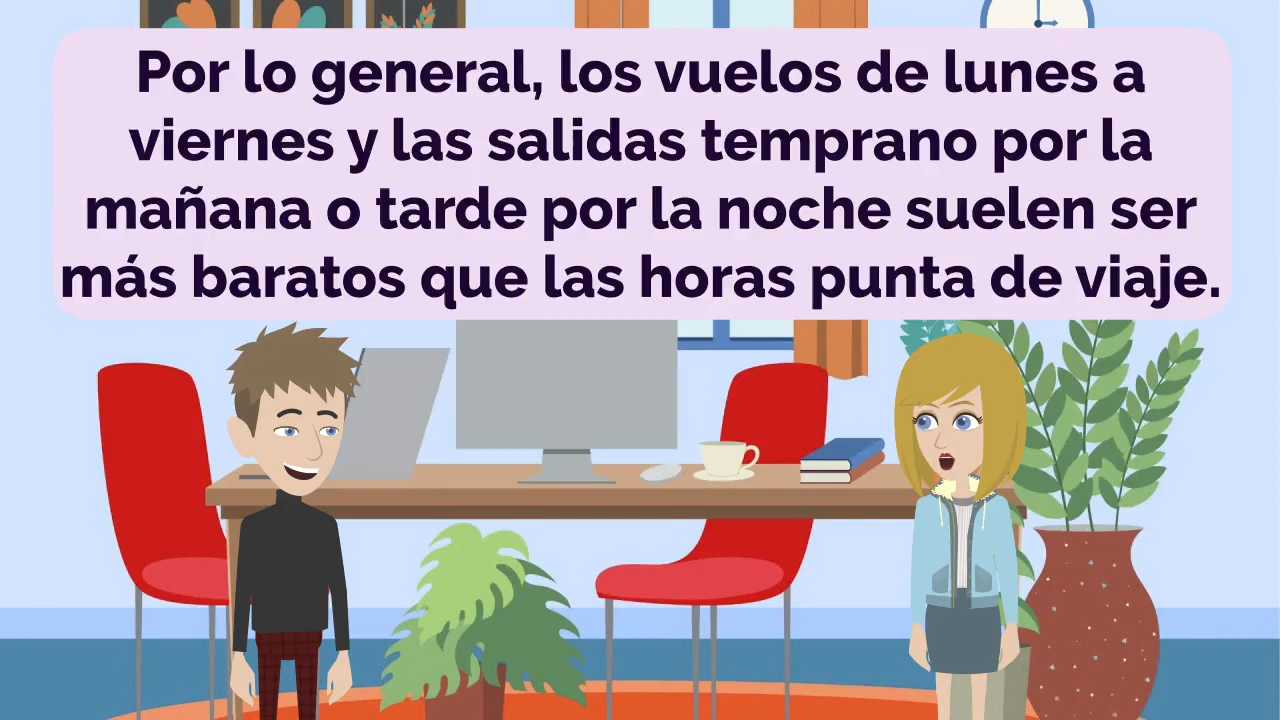 Por lo general, los vuelos de lunes a
viernes y las salidas temprano por la
mañana o tarde por la noche suelen ser
más baratos que las horas punta de viaje.